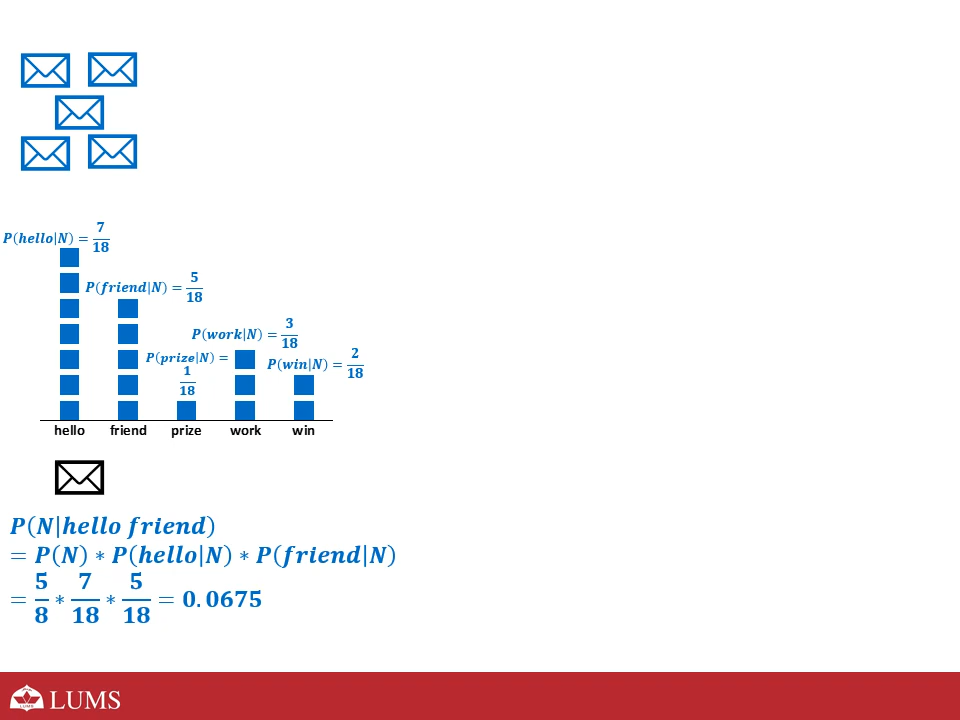 P(hello|N) = 7/18
P(friend|N) = 5/18
P(work|N) = 3/18
P(prize|N) = 1/18
P(win|N) = 2/18
hello friend prize work win
P(N|hello friend)
= P(N) * P(hello|N) * P(friend|N)
= 5/8 * 7/18 * 5/18 = 0.0675
LUMS
LUMS